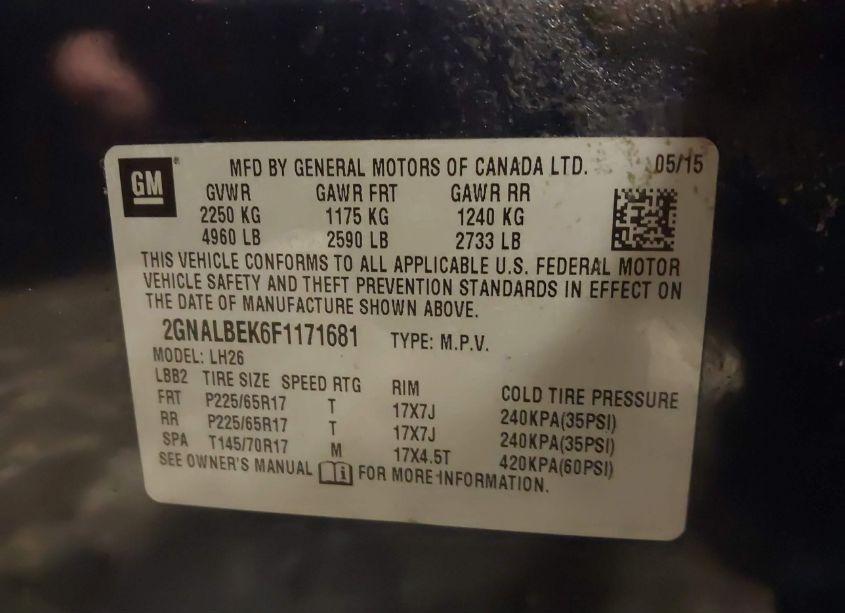 GM
MFD BY GENERAL MOTORS OF CANADA LTD. 05/15
GVWR GAWR FRT GAWR RR
2250 KG 1175 KG 1240 KG
4960 LB 2590 LB 2733 LB
THIS VEHICLE CONFORMS TO ALL APPLICABLE U.S. FEDERAL MOTOR
VEHICLE SAFETY AND THEFT PREVENTION STANDARDS IN EFFECT ON
THE DATE OF MANUFACTURE SHOWN ABOVE.
2GNALBEK6F1171681 TYPE: M.P.V.
MODEL: LH26
LBB2 TIRE SIZE SPEED RTG RIM COLD TIRE PRESSURE
FRT P225/65R17 T 17X7J 240KPA(35PSI)
RR P225/65R17 T 17X7J 240KPA(35PSI)
SPA T145/70R17 M 17X4.5T 420KPA(60PSI)
SEE OWNER'S MANUAL i FOR MORE INFORMATION.